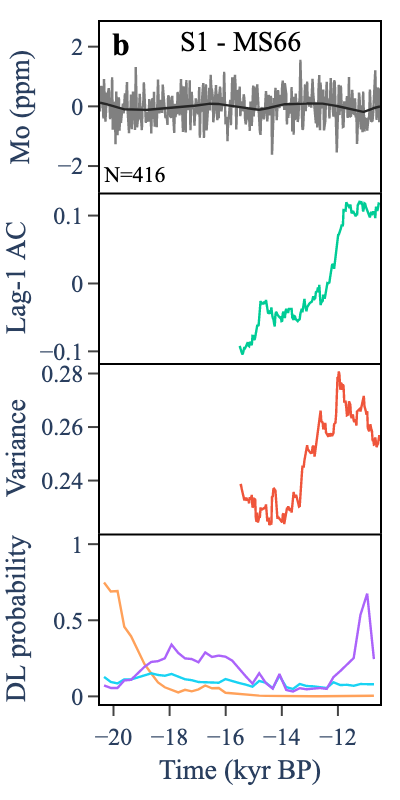 b S1 - MS66
Mo (ppm)
2
0
−2
N=416
Lag-1 AC
0.1
0
−0.1
Variance
0.28
0.26
0.24
DL probability
1
0.5
0
−20 −18 −16 −14 −12
Time (kyr BP)